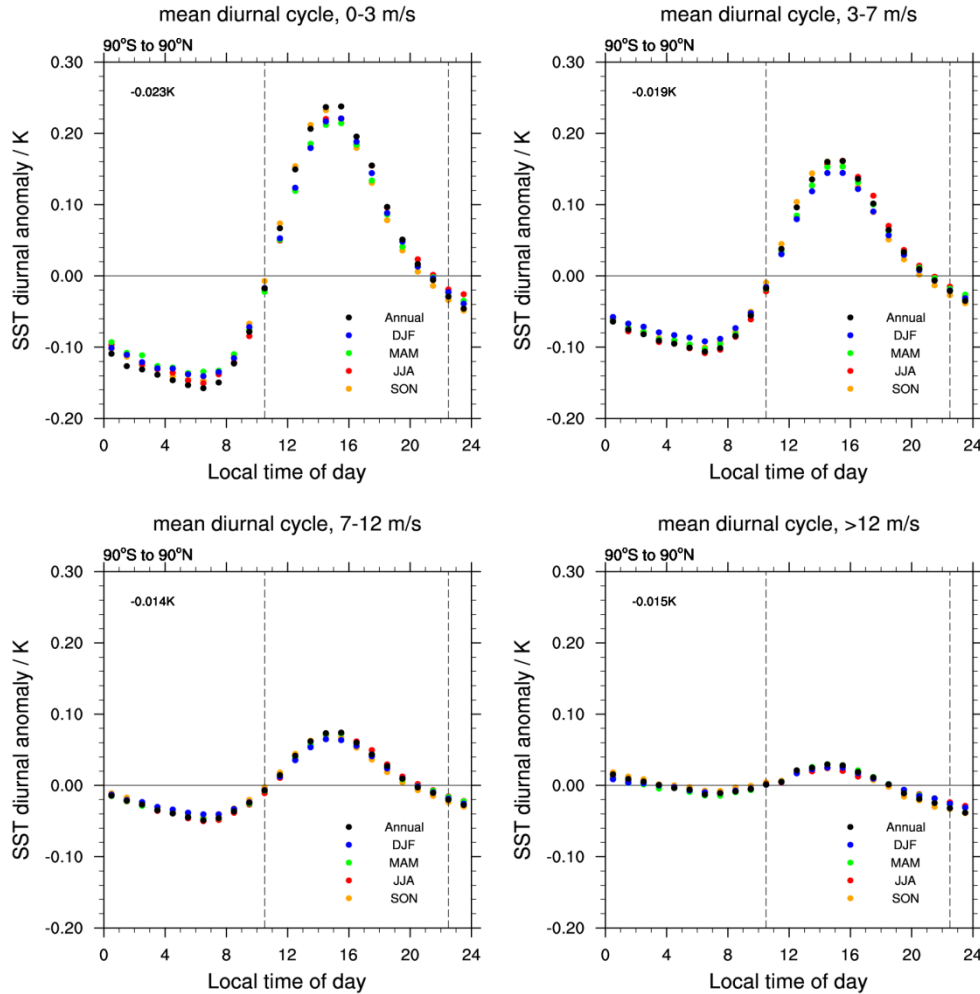 mean diurnal cycle, 0-3 m/s
90°S to 90°N
0.30
0.20
0.10
0.00
-0.10
-0.20
SST diurnal anomaly / K
-0.023K
Annual
DJF
MAM
JJA
SON
0 4 8 12 16 20 24
Local time of day
mean diurnal cycle, 3-7 m/s
90°S to 90°N
0.30
0.20
0.10
0.00
-0.10
-0.20
SST diurnal anomaly / K
-0.019K
Annual
DJF
MAM
JJA
SON
0 4 8 12 16 20 24
Local time of day
mean diurnal cycle, 7-12 m/s
90°S to 90°N
0.30
0.20
0.10
0.00
-0.10
-0.20
SST diurnal anomaly / K
-0.014K
Annual
DJF
MAM
JJA
SON
0 4 8 12 16 20 24
Local time of day
mean diurnal cycle, >12 m/s
90°S to 90°N
0.30
0.20
0.10
0.00
-0.10
-0.20
SST diurnal anomaly / K
-0.015K
Annual
DJF
MAM
JJA
SON
0 4 8 12 16 20 24
Local time of day